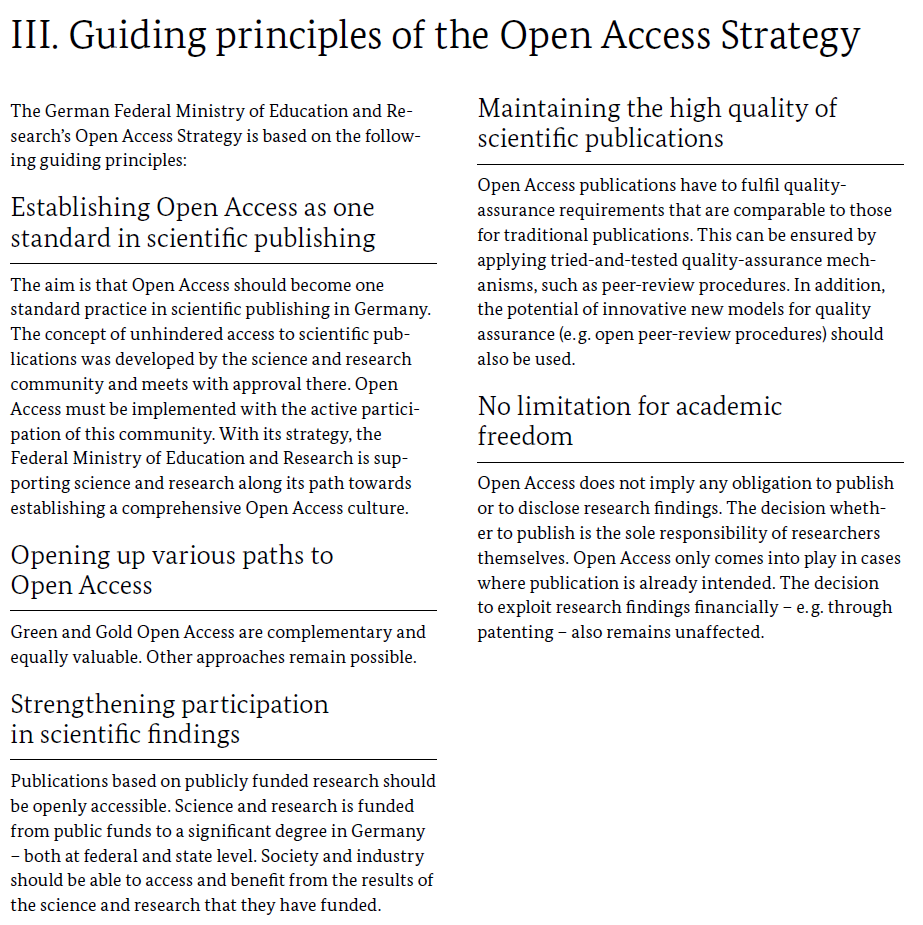 III. Guiding principles of the Open Access Strategy
The German Federal Ministry of Education and Re-
search’s Open Access Strategy is based on the follow-
ing guiding principles:
Establishing Open Access as one
standard in scientific publishing
The aim is that Open Access should become one
standard practice in scientific publishing in Germany.
The concept of unhindered access to scientific pub-
lications was developed by the science and research
community and meets with approval there. Open
Access must be implemented with the active partici-
pation of this community. With its strategy, the
Federal Ministry of Education and Research is sup-
porting science and research along its path towards
establishing a comprehensive Open Access culture.
Opening up various paths to
Open Access
Green and Gold Open Access are complementary and
equally valuable. Other approaches remain possible.
Strengthening participation
in scientific findings
Publications based on publicly funded research should
be openly accessible. Science and research is funded
from public funds to a significant degree in Germany
– both at federal and state level. Society and industry
should be able to access and benefit from the results of
the science and research that they have funded.
Maintaining the high quality of
scientific publications
Open Access publications have to fulfil quality-
assurance requirements that are comparable to those
for traditional publications. This can be ensured by
applying tried-and-tested quality-assurance mech-
anisms, such as peer-review procedures. In addition,
the potential of innovative new models for quality
assurance (e. g. open peer-review procedures) should
also be used.
No limitation for academic
freedom
Open Access does not imply any obligation to publish
or to disclose research findings. The decision wheth-
er to publish is the sole responsibility of researchers
themselves. Open Access only comes into play in cases
where publication is already intended. The decision
to exploit research findings financially – e. g. through
patenting – also remains unaffected.